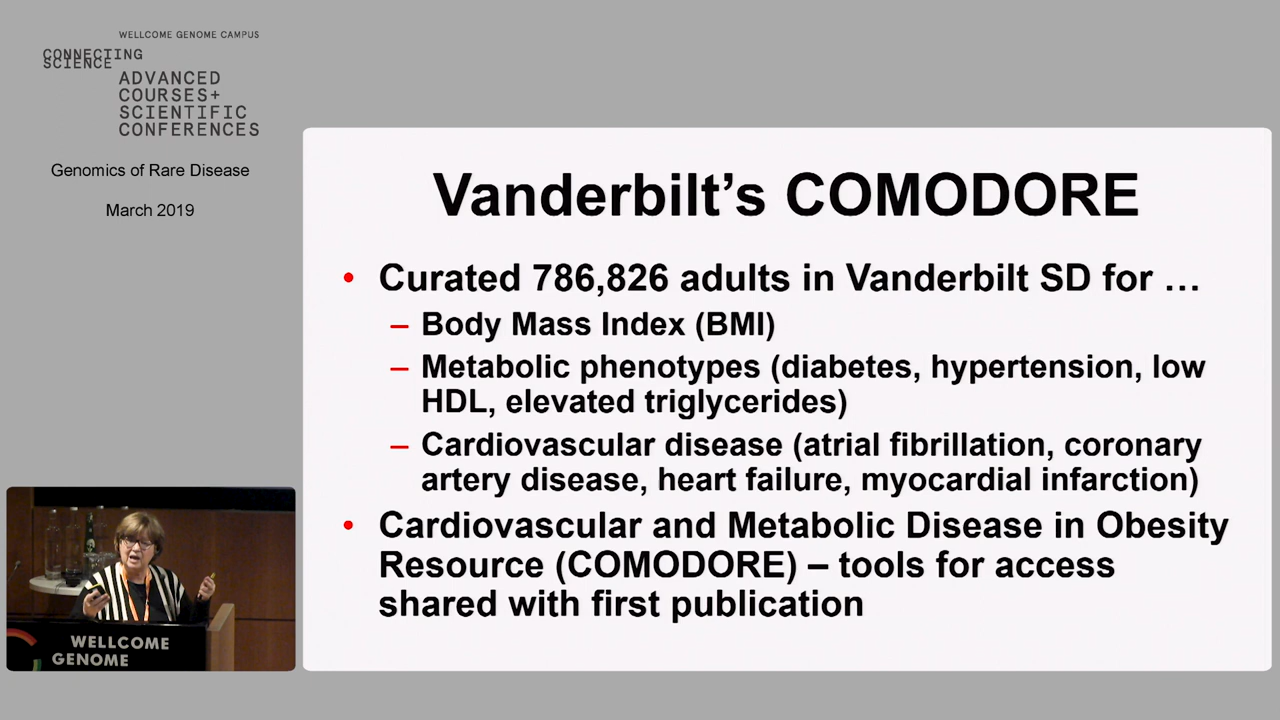 WELLCOME GENOME CAMPUS
CONNECTING
SCIENCE
ADVANCED
COURSES+
SCIENTIFIC
CONFERENCES
Genomics of Rare Disease
March 2019
Vanderbilt’s COMODORE
• Curated 786,826 adults in Vanderbilt SD for …
– Body Mass Index (BMI)
– Metabolic phenotypes (diabetes, hypertension, low
HDL, elevated triglycerides)
– Cardiovascular disease (atrial fibrillation, coronary
artery disease, heart failure, myocardial infarction)
• Cardiovascular and Metabolic Disease in Obesity
Resource (COMODORE) – tools for access
shared with first publication
WELLCOME
GENOME